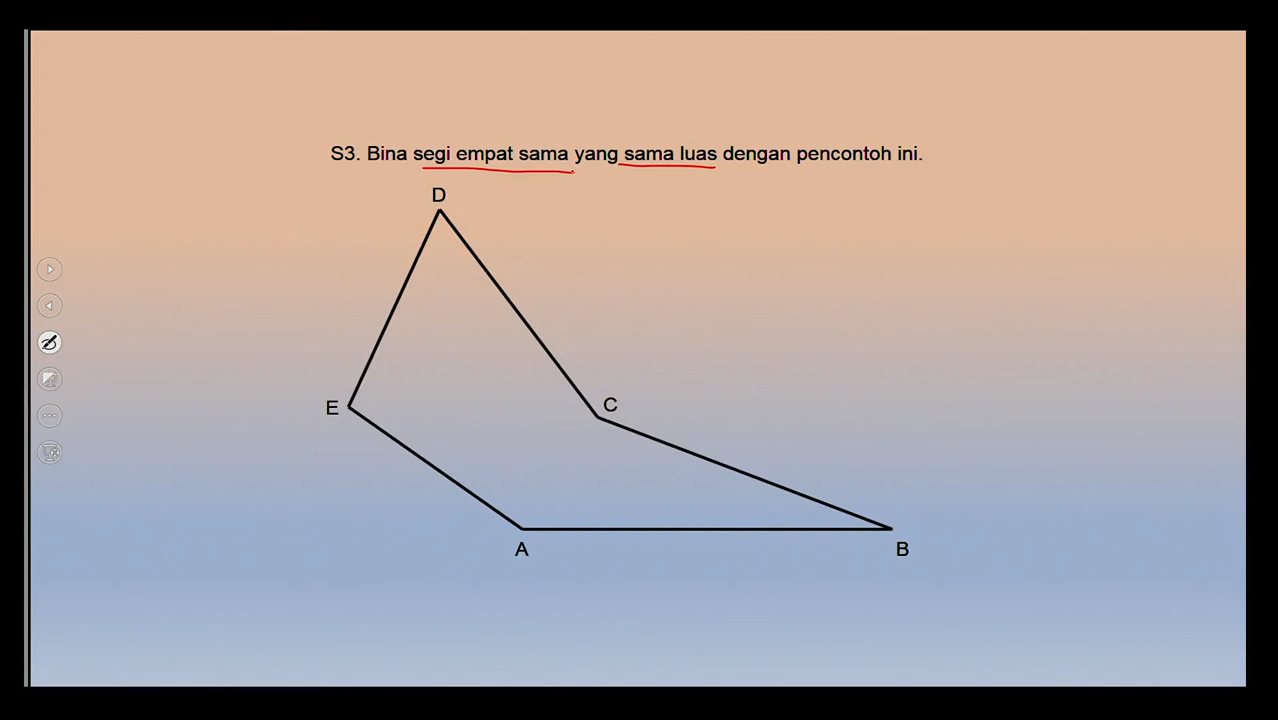 S3. Bina segi empat sama yang sama luas dengan pencontoh ini.
D
C
E
A
B